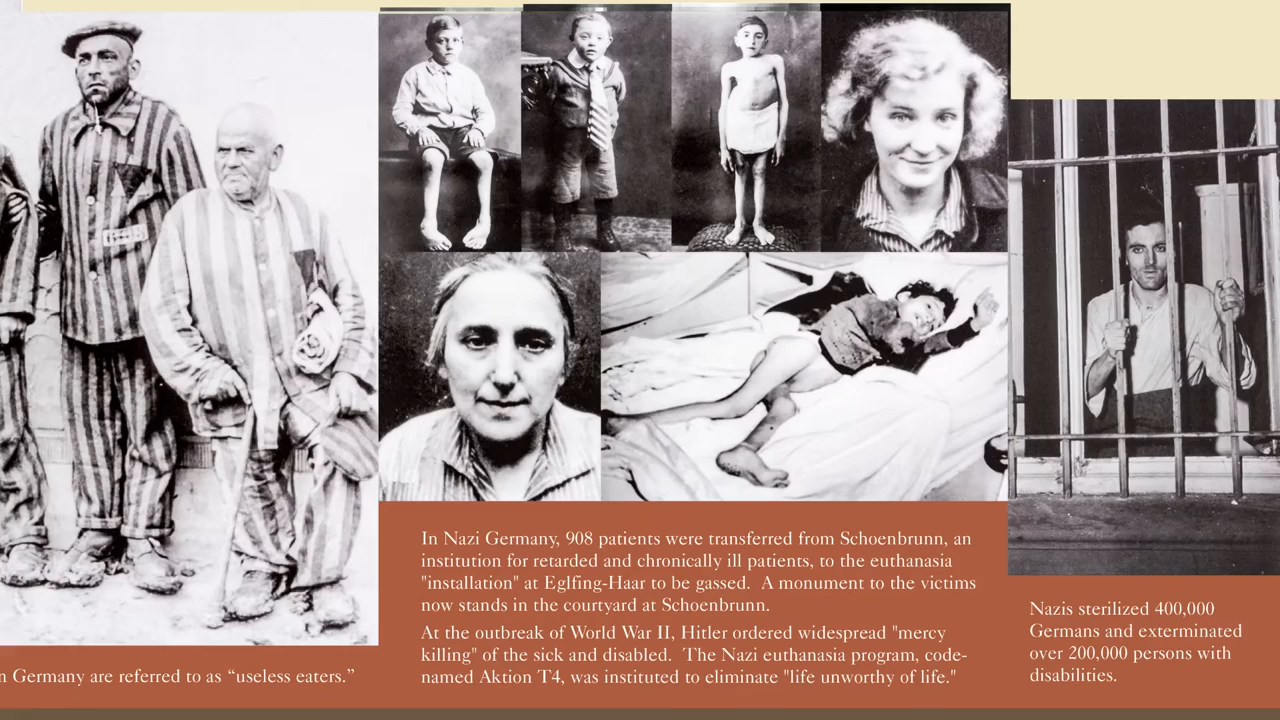 n Germany are referred to as “useless eaters.”
In Nazi Germany, 908 patients were transferred from Schoenbrunn, an
institution for retarded and chronically ill patients, to the euthanasia
"installation" at Eglfing-Haar to be gassed.  A monument to the victims
now stands in the courtyard at Schoenbrunn.
At the outbreak of World War II, Hitler ordered widespread "mercy
killing" of the sick and disabled.  The Nazi euthanasia program, code-
named Aktion T4, was instituted to eliminate "life unworthy of life."
Nazis sterilized 400,000
Germans and exterminated
over 200,000 persons with
disabilities.